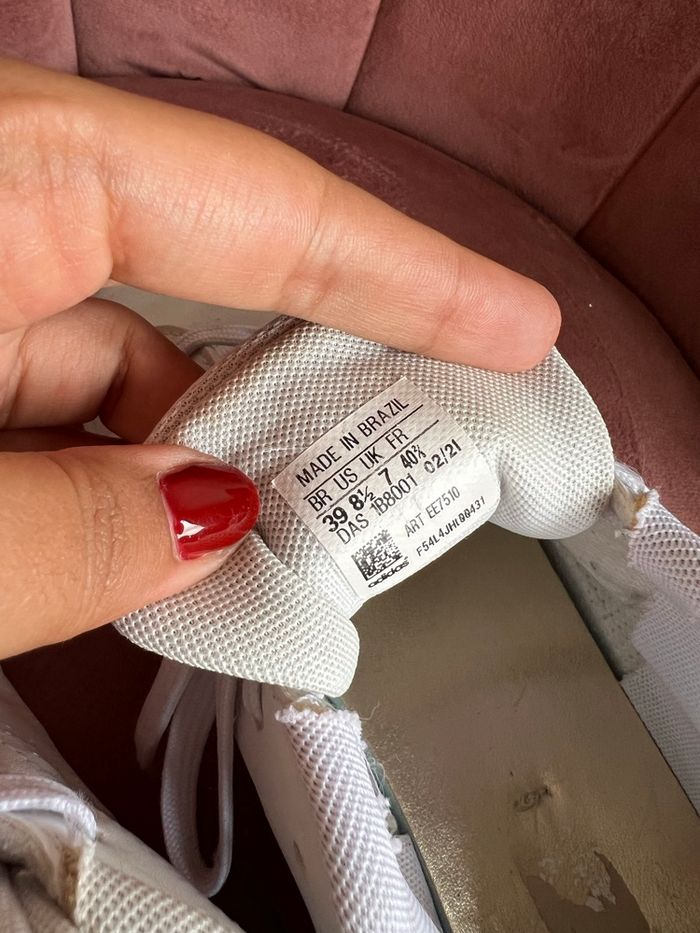 MADE IN BRAZIL
BR US UK FR
39 8½ 7 40⅔
DAS 1B8001 02/21
ART EE7510
F54L4JHL00431
adidas